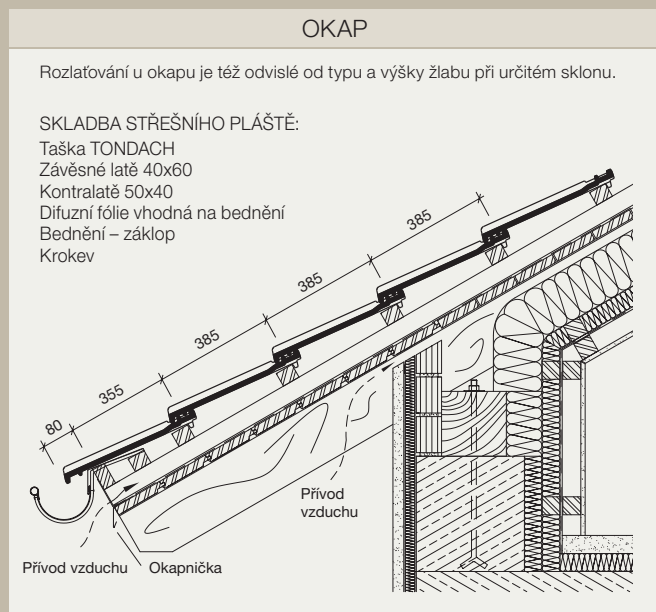 OKAP
Rozlaťování u okapu je též odvislé od typu a výšky žlabu při určitém sklonu.
SKLADBA STŘEŠNÍHO PLÁŠTĚ:
Taška TONDACH
Závěsné latě 40x60
Kontralatě 50x40
Difuzní fólie vhodná na bednění
Bednění – záklop
Krokev
385
385
385
385
355
80
Přívod
vzduchu
Přívod vzduchu
Okapnička